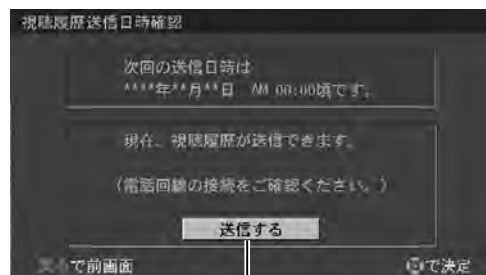 視聴履歴送信日時確認
次回の送信日時は
****年**月**日 AM 00:00頃です。
現在、視聴履歴が送信できます。
(電話回線の接続をご確認ください。)
送信する
で前画面
で決定